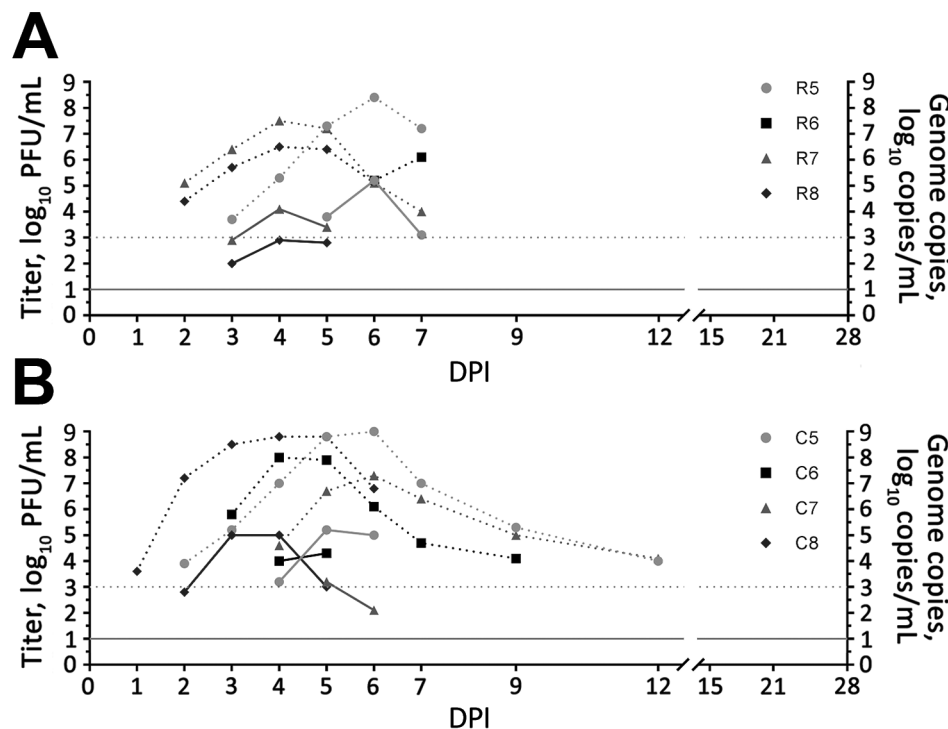 A
Titer, log10 PFU/mL
9
8
7
6
5
4
3
2
1
0
9
8
7
6
5
4
3
2
1
0
Genome copies,
log10 copies/mL
R5
R6
R7
R8
0 1 2 3 4 5 6 7 9 12 15 21 28
DPI
B
Titer, log10 PFU/mL
9
8
7
6
5
4
3
2
1
0
9
8
7
6
5
4
3
2
1
0
Genome copies,
log10 copies/mL
C5
C6
C7
C8
0 1 2 3 4 5 6 7 9 12 15 21 28
DPI